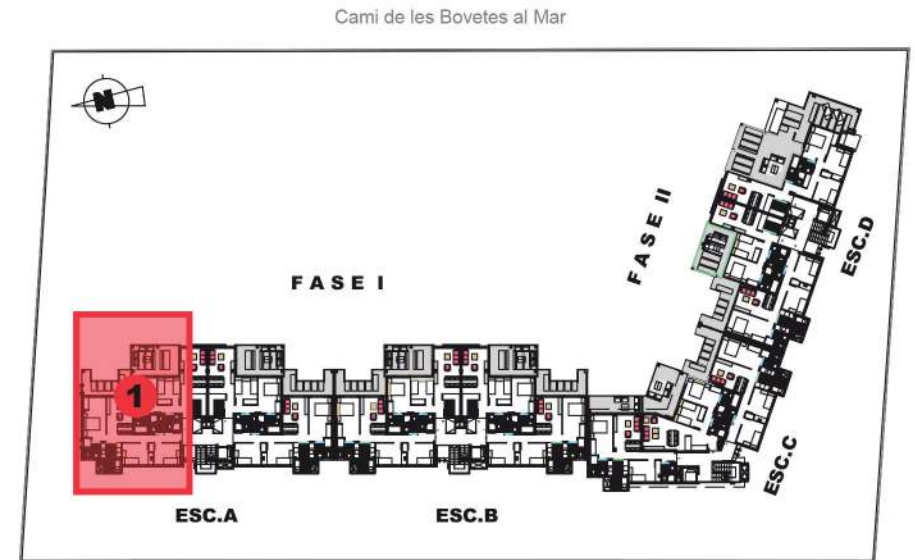 Cami de les Bovetes al Mar
N
FASE I
FASE II
1
ESC.A
ESC.B
ESC.C
ESC.D